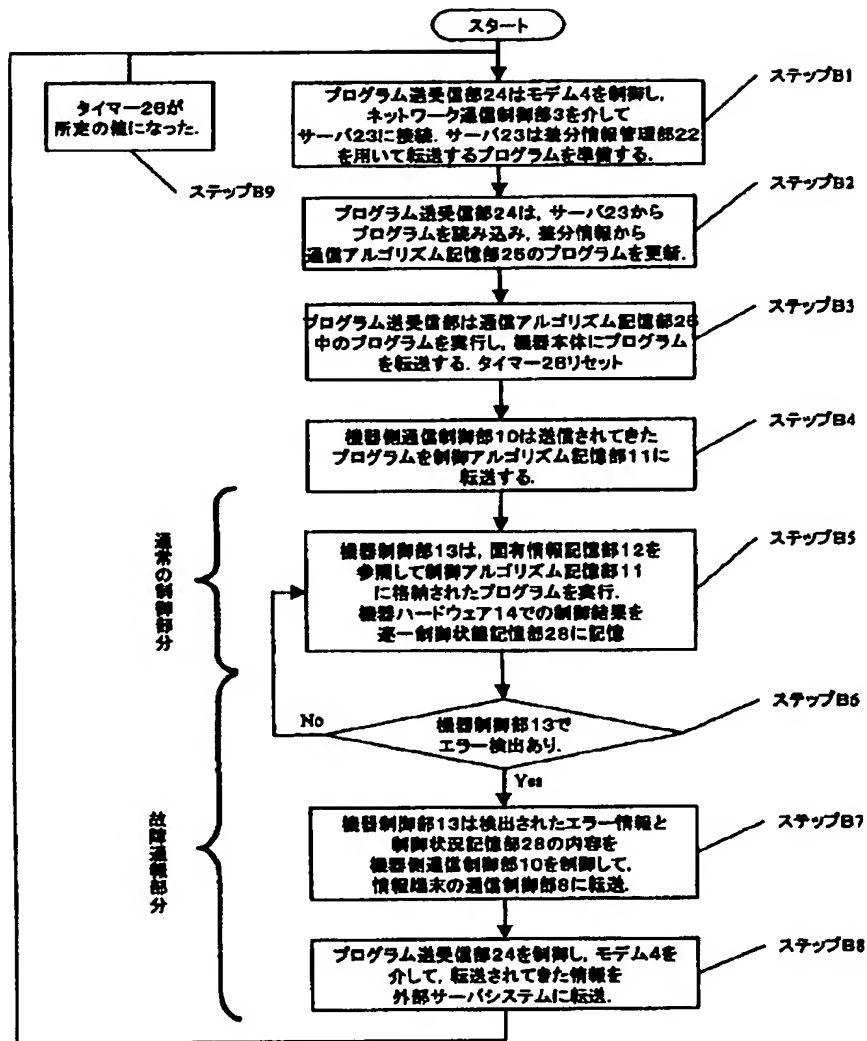 スタート
ステップB1
プログラム送受信部24はモデム4を制御し,
ネットワーク通信制御部3を介して
サーバ23に接続. サーバ23は差分情報管理部22
を用いて転送するプログラムを準備する.
タイマー26が
所定の値になった.
ステップB9
ステップB2
プログラム送受信部24は, サーバ23から
プログラムを読み込み, 差分情報から
通信アルゴリズム記憶部25のプログラムを更新.
ステップB3
プログラム送受信部は通信アルゴリズム記憶部25
中のプログラムを実行し, 機器本体にプログラム
を転送する. タイマー26リセット
ステップB4
機器側通信制御部10は送信されてきた
プログラムを制御アルゴリズム記憶部11に
転送する.
通常の制御部分
ステップB5
機器制御部13は, 固有情報記憶部12を
参照して制御アルゴリズム記憶部11
に格納されたプログラムを実行.
機器ハードウェア14での制御結果を
逐一制御状態記憶部28に記憶
ステップB6
No
機器制御部13で
エラー検出あり.
Yes
故障通報部分
ステップB7
機器制御部13は検出されたエラー情報と
制御状況記憶部28の内容を
機器側通信制御部10を制御して,
情報端末の通信制御部8に転送.
ステップB8
プログラム送受信部24を制御し, モデム4を
介して, 転送されてきた情報を
外部サーバシステムに転送.